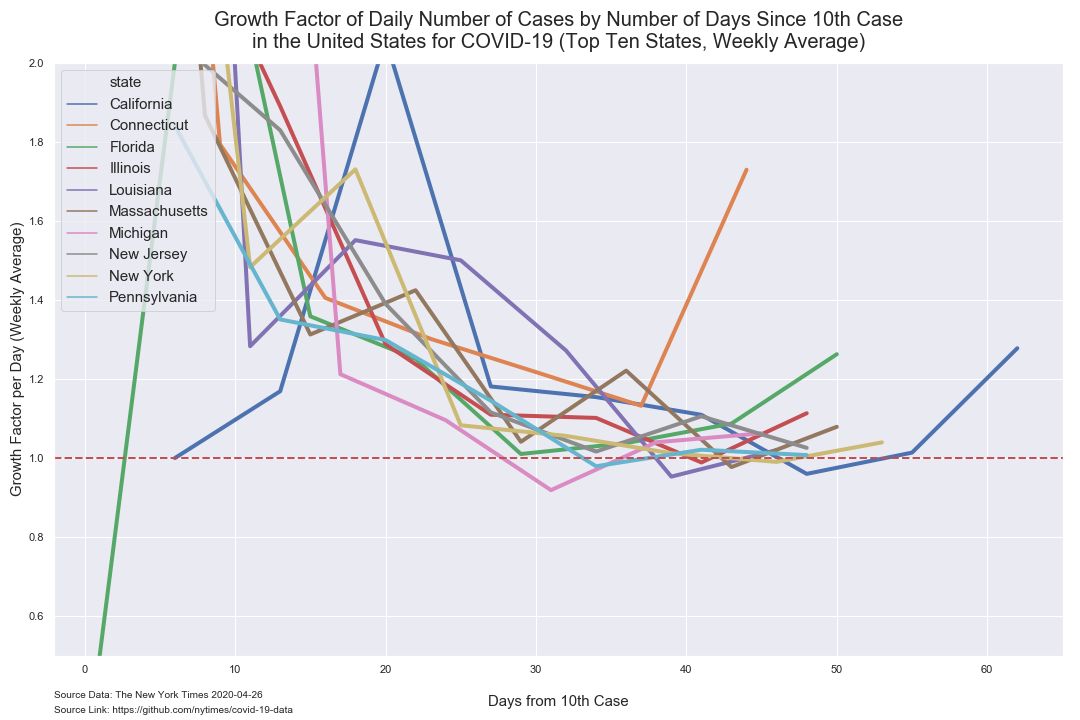 Growth Factor of Daily Number of Cases by Number of Days Since 10th Case
in the United States for COVID-19 (Top Ten States, Weekly Average)
Growth Factor per Day (Weekly Average)
2.0
1.8
1.6
1.4
1.2
1.0
0.8
0.6
state
California
Connecticut
Florida
Illinois
Louisiana
Massachusetts
Michigan
New Jersey
New York
Pennsylvania
0 10 20 30 40 50 60
Days from 10th Case
Source Data: The New York Times 2020-04-26
Source Link: https://github.com/nytimes/covid-19-data